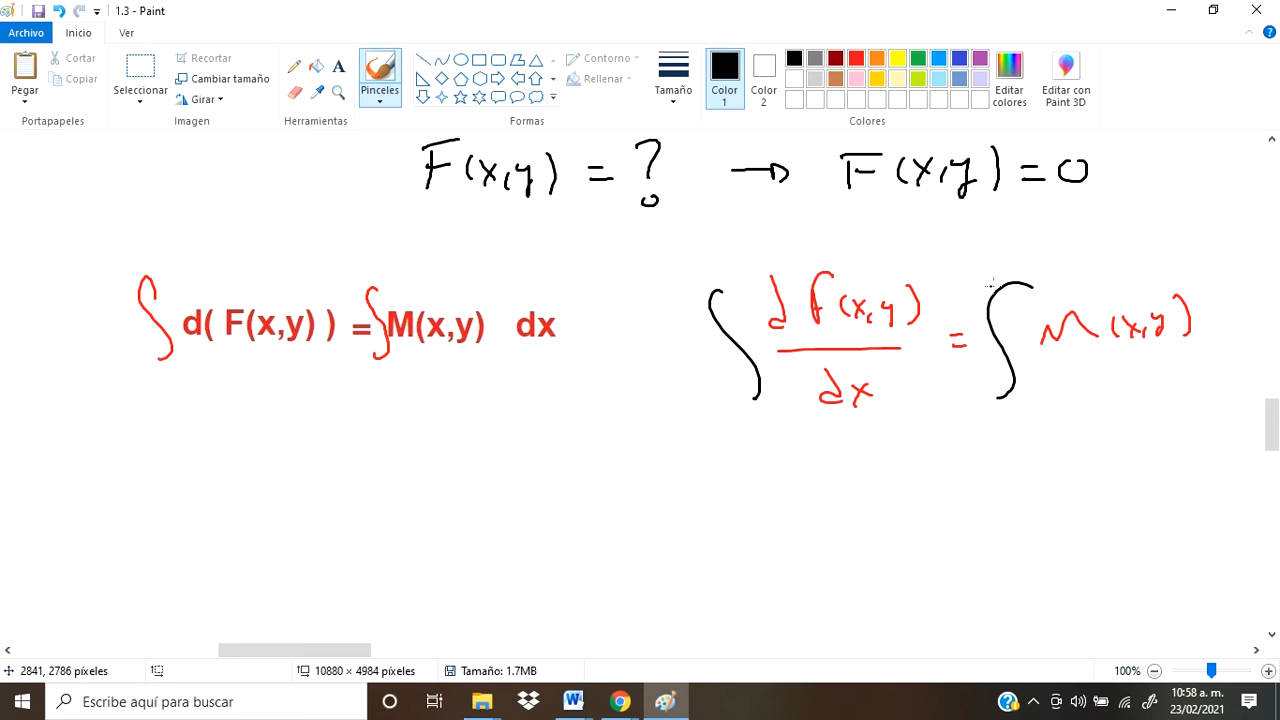 1.3 - Paint
Archivo Inicio Ver
Pegar
Cortar
Copiar
Portapapeles
Seleccionar
Recortar
Cambiar tamaño
Girar
Imagen
A
Herramientas
Pinceles
Contorno
Rellenar
Formas
Tamaño
Color 1
Color 2
Editar colores
Editar con Paint 3D
Colores
F(x,y) = ? → F(x,y) = 0
∫ d( F(x,y) ) = ∫ M(x,y) dx
∫ d F(x,y) / dx = ∫ M(x,y)
2841, 2786 píxeles
10880 × 4984 píxeles
Tamaño: 1.7MB
100%
Escribe aquí para buscar
10:58 a. m.
23/02/2021